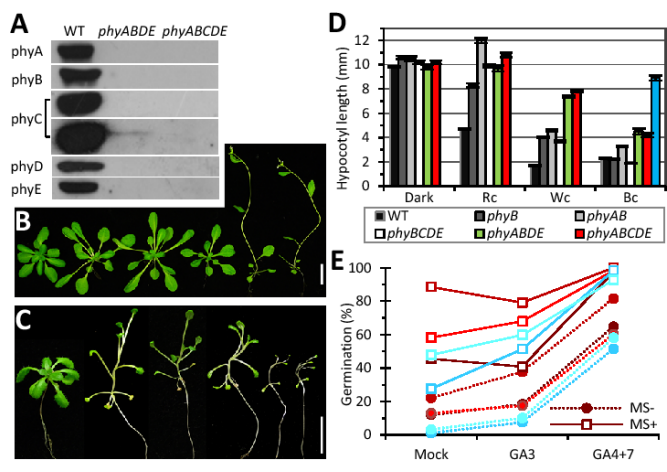 A
WT phyABDE phyABCDE
phyA
phyB
phyC
phyD
phyE
B
C
D
Hypocotyl length (mm)
12
10
8
6
4
2
0
Dark Rc Wc Bc
WT phyB phyAB
phyBCDE phyABDE phyABCDE
E
Germination (%)
100
80
60
40
20
0
MS-
MS+
Mock GA3 GA4+7